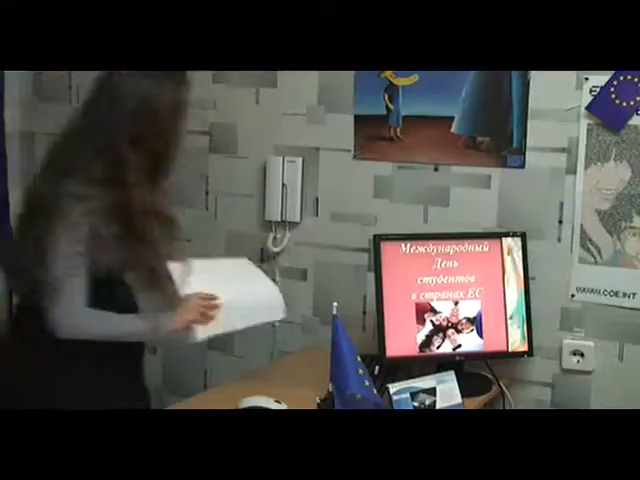 Международный
День
студентов
в странах ЕС
WWW.COE.INT